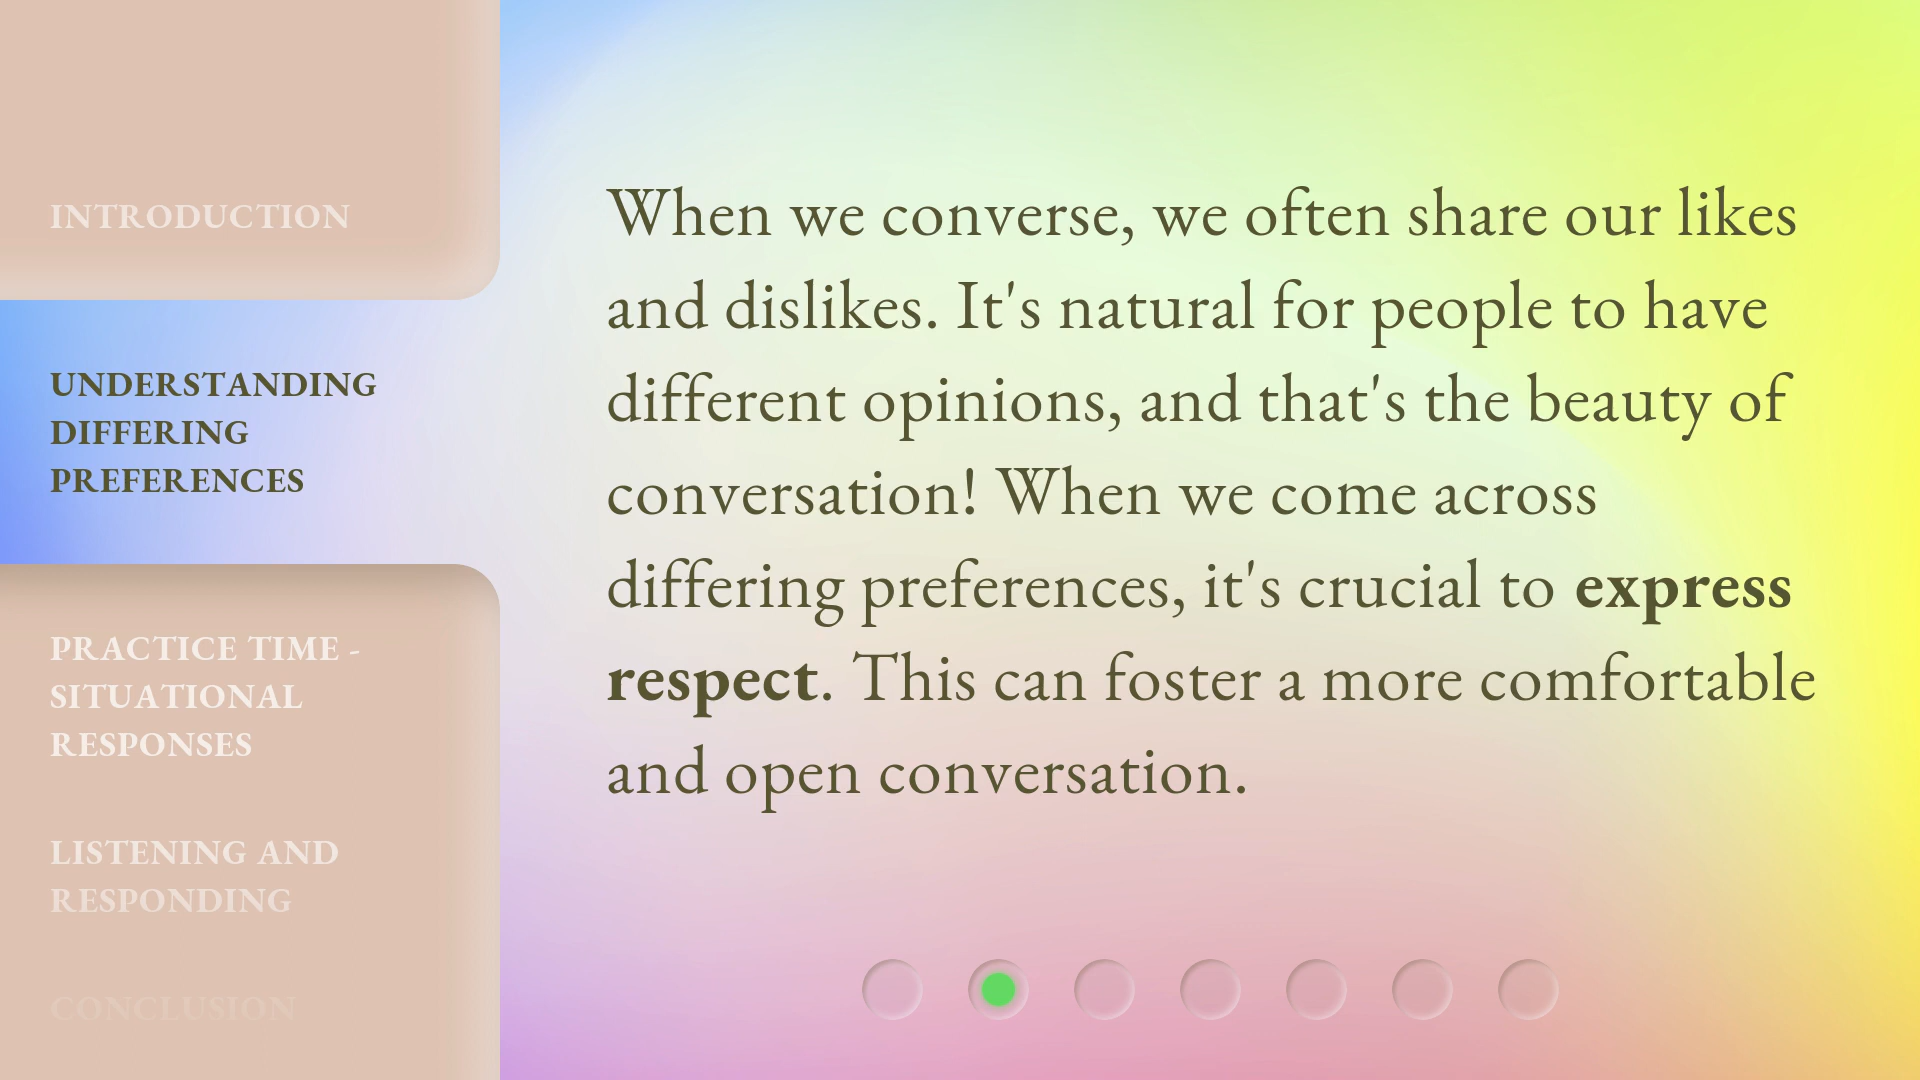 INTRODUCTION
UNDERSTANDING
DIFFERING
PREFERENCES
PRACTICE TIME -
SITUATIONAL
RESPONSES
LISTENING AND
RESPONDING
CONCLUSION
When we converse, we often share our likes
and dislikes. It's natural for people to have
different opinions, and that's the beauty of
conversation! When we come across
differing preferences, it's crucial to express
respect. This can foster a more comfortable
and open conversation.